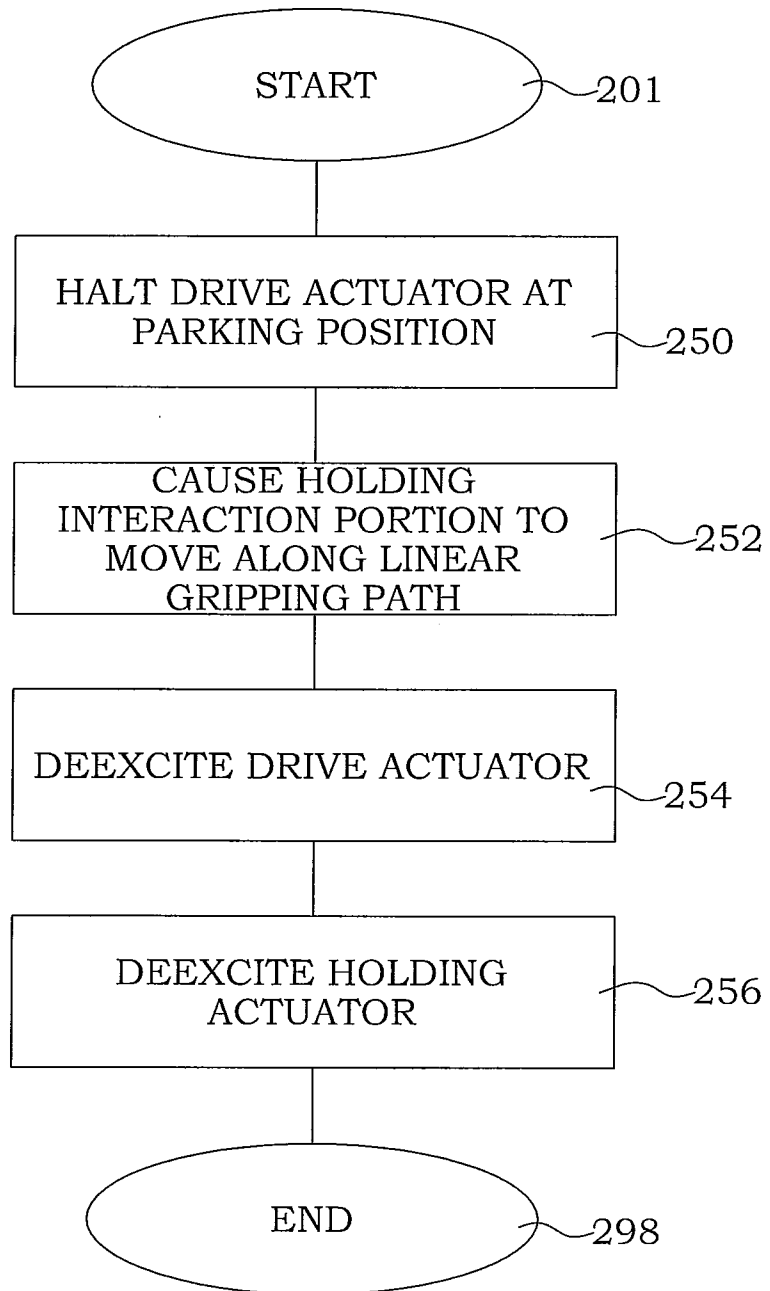 START
201
HALT DRIVE ACTUATOR AT
PARKING POSITION
250
CAUSE HOLDING
INTERACTION PORTION TO
MOVE ALONG LINEAR
GRIPPING PATH
252
DEEXCITE DRIVE ACTUATOR
254
DEEXCITE HOLDING
ACTUATOR
256
END
298